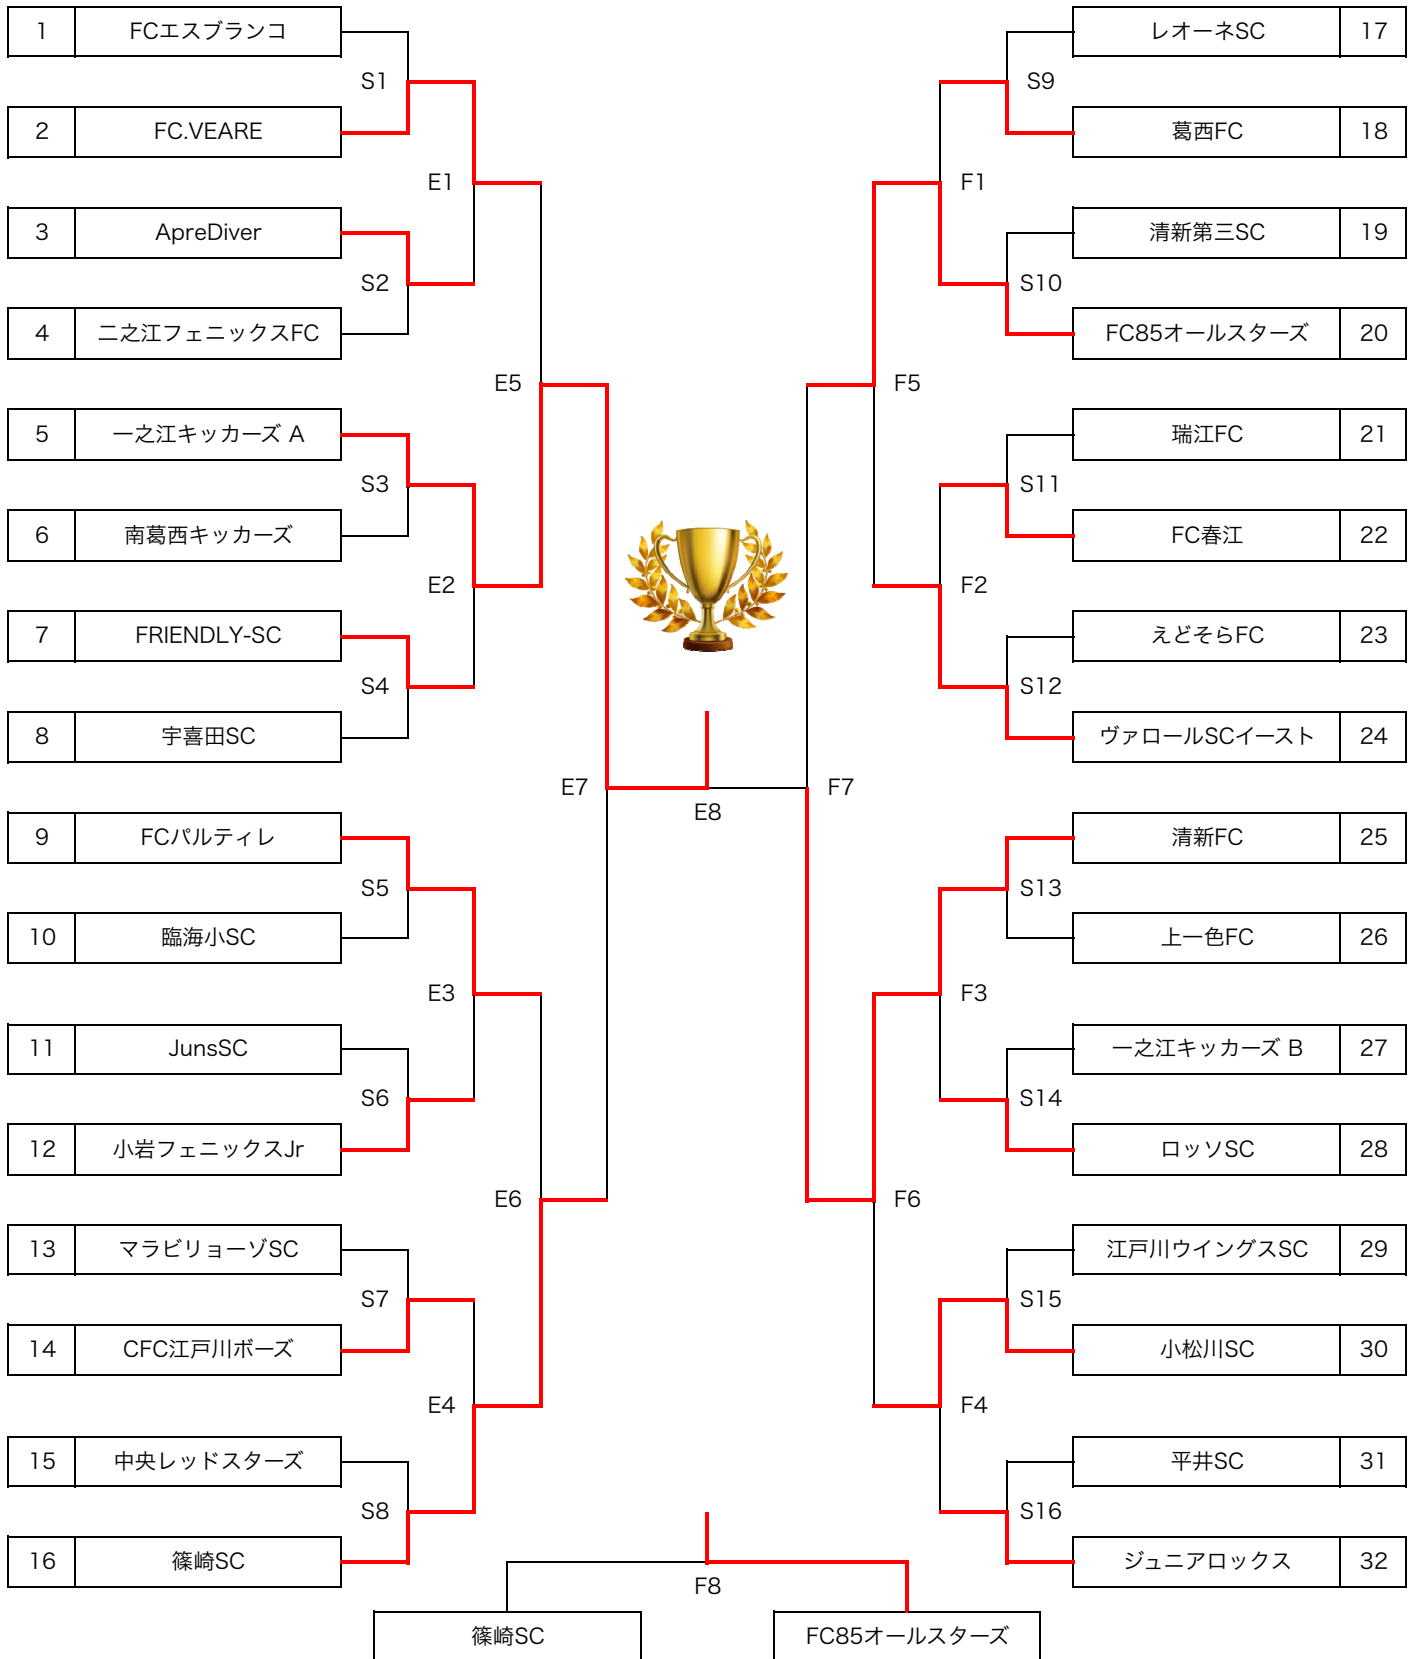 1 FCエスブランコ
S1
2 FC.VEARE
E1
3 ApreDiver
S2
4 二之江フェニックスFC
E5
5 一之江キッカーズ A
S3
6 南葛西キッカーズ
E2
7 FRIENDLY-SC
S4
8 宇喜田SC
E7
9 FCパルティレ
S5
10 臨海小SC
E3
11 JunsSC
S6
12 小岩フェニックスJr
E6
13 マラビリョーゾSC
S7
14 CFC江戸川ボーズ
E4
15 中央レッドスターズ
S8
16 篠崎SC
E8
レオーネSC 17
S9
葛西FC 18
F1
清新第三SC 19
S10
FC85オールスターズ 20
F5
瑞江FC 21
S11
FC春江 22
F2
えどそらFC 23
S12
ヴァロールSCイースト 24
F7
清新FC 25
S13
上一色FC 26
F3
一之江キッカーズ B 27
S14
ロッソSC 28
F6
江戸川ウイングスSC 29
S15
小松川SC 30
F4
平井SC 31
S16
ジュニアロックス 32
F8
篠崎SC
FC85オールスターズ